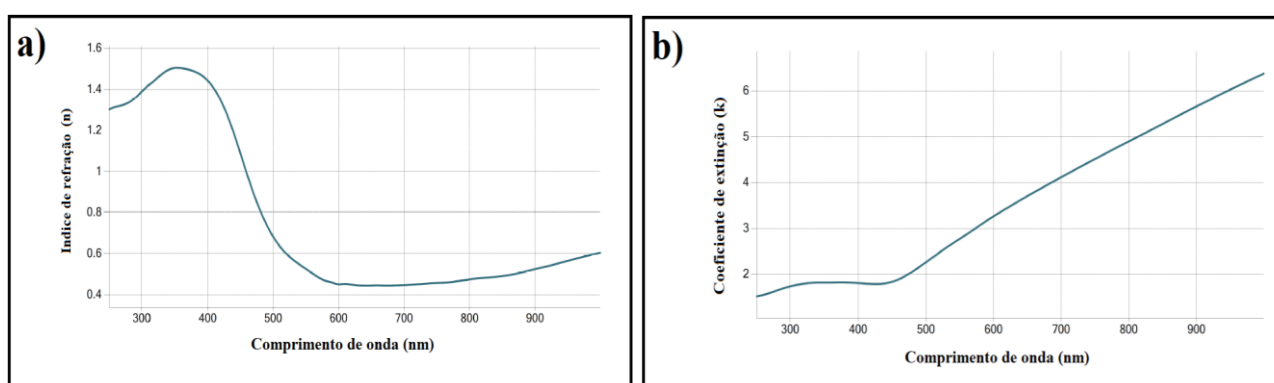 a)
1.6
1.4
1.2
1
0.8
0.6
0.4
Indice de refração (n)
300 400 500 600 700 800 900
Comprimento de onda (nm)
b)
6
5
4
3
2
Coeficiente de extinção (k)
300 400 500 600 700 800 900
Comprimento de onda (nm)